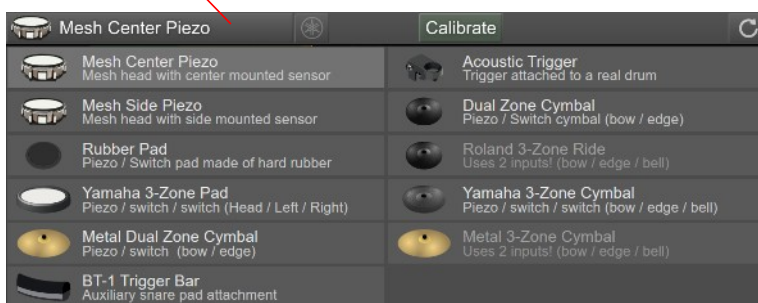 Mesh Center Piezo
Calibrate
Mesh Center Piezo
Mesh head with center mounted sensor
Mesh Side Piezo
Mesh head with side mounted sensor
Rubber Pad
Piezo / Switch pad made of hard rubber
Yamaha 3-Zone Pad
Piezo / switch / switch (Head / Left / Right)
Metal Dual Zone Cymbal
Piezo / switch (bow / edge)
BT-1 Trigger Bar
Auxiliary snare pad attachment
Acoustic Trigger
Trigger attached to a real drum
Dual Zone Cymbal
Piezo / Switch cymbal (bow / edge)
Roland 3-Zone Ride
Uses 2 inputs! (bow / edge / bell)
Yamaha 3-Zone Cymbal
Piezo / switch / switch (bow / edge / bell)
Metal 3-Zone Cymbal
Uses 2 inputs! (bow / edge / bell)